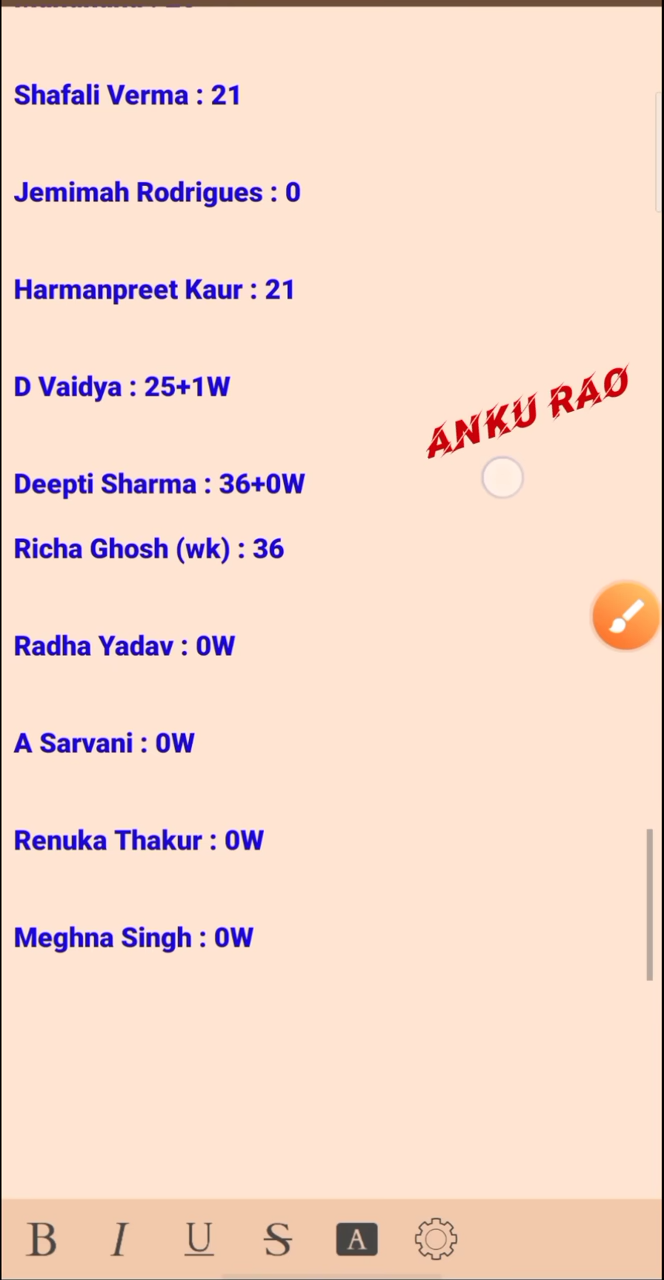 Shafali Verma : 21
Jemimah Rodrigues : 0
Harmanpreet Kaur : 21
D Vaidya : 25+1W
ANKU RAO
Deepti Sharma : 36+0W
Richa Ghosh (wk) : 36
Radha Yadav : 0W
A Sarvani : 0W
Renuka Thakur : 0W
Meghna Singh : 0W
B I U S A